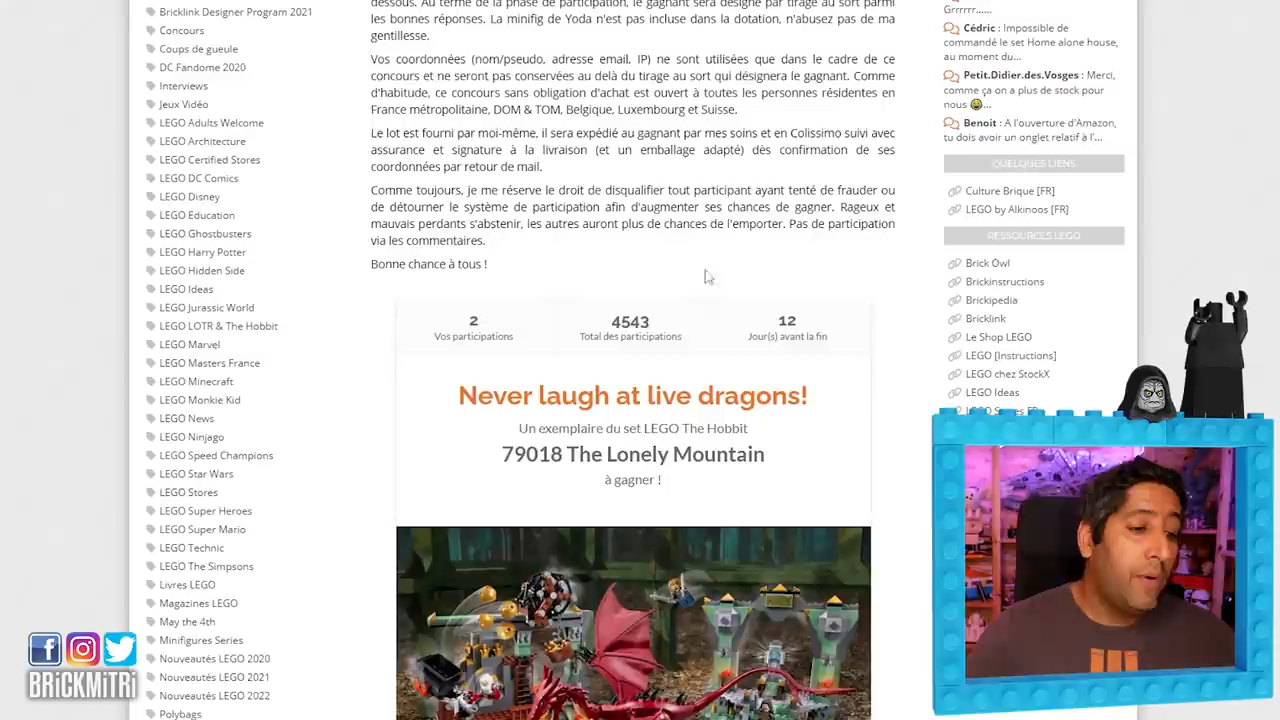 Bricklink Designer Program 2021
Concours
Coups de gueule
DC Fandome 2020
Interviews
Jeux Vidéo
LEGO Adults Welcome
LEGO Architecture
LEGO Certified Stores
LEGO DC Comics
LEGO Disney
LEGO Education
LEGO Ghostbusters
LEGO Harry Potter
LEGO Hidden Side
LEGO Ideas
LEGO Jurassic World
LEGO LOTR & The Hobbit
LEGO Marvel
LEGO Masters France
LEGO Minecraft
LEGO Monkie Kid
LEGO News
LEGO Ninjago
LEGO Speed Champions
LEGO Star Wars
LEGO Stores
LEGO Super Heroes
LEGO Super Mario
LEGO Technic
LEGO The Simpsons
Livres LEGO
Magazines LEGO
May the 4th
Minifigures Series
Nouveautés LEGO 2020
Nouveautés LEGO 2021
Nouveautés LEGO 2022
Polybags
BRiCKMiTRi
dessous. Au terme de la phase de participation, le gagnant sera désigné par tirage au sort parmi
les bonnes réponses. La minifig de Yoda n'est pas incluse dans la dotation, n'abusez pas de ma
gentillesse.
Vos coordonnées (nom/pseudo, adresse email, IP) ne sont utilisées que dans le cadre de ce
concours et ne seront pas conservées au delà du tirage au sort qui désignera le gagnant. Comme
d'habitude, ce concours sans obligation d'achat est ouvert à toutes les personnes résidentes en
France métropolitaine, DOM & TOM, Belgique, Luxembourg et Suisse.
Le lot est fourni par moi-même, il sera expédié au gagnant par mes soins et en Colissimo suivi avec
assurance et signature à la livraison (et un emballage adapté) dès confirmation de ses
coordonnées par retour de mail.
Comme toujours, je me réserve le droit de disqualifier tout participant ayant tenté de frauder ou
de détourner le système de participation afin d'augmenter ses chances de gagner. Rageux et
mauvais perdants s'abstenir, les autres auront plus de chances de l'emporter. Pas de participation
via les commentaires.
Bonne chance à tous !
2
Vos participations
4543
Total des participations
12
Jour(s) avant la fin
Never laugh at live dragons!
Un exemplaire du set LEGO The Hobbit
79018 The Lonely Mountain
à gagner !
Grrrrr......
Cédric : Impossible de
commandé le set Home alone house,
au moment du...
Petit.Didier.des.Vosges : Merci,
comme ça on a plus de stock pour
nous 😂...
Benoit : A l'ouverture d'Amazon,
tu dois avoir un onglet relatif à l'...
QUELQUES LIENS
Culture Brique [FR]
LEGO by Alkinoos [FR]
RESSOURCES LEGO
Brick Owl
Brickinstructions
Brickipedia
Bricklink
Le Shop LEGO
LEGO [Instructions]
LEGO chez StockX
LEGO Ideas